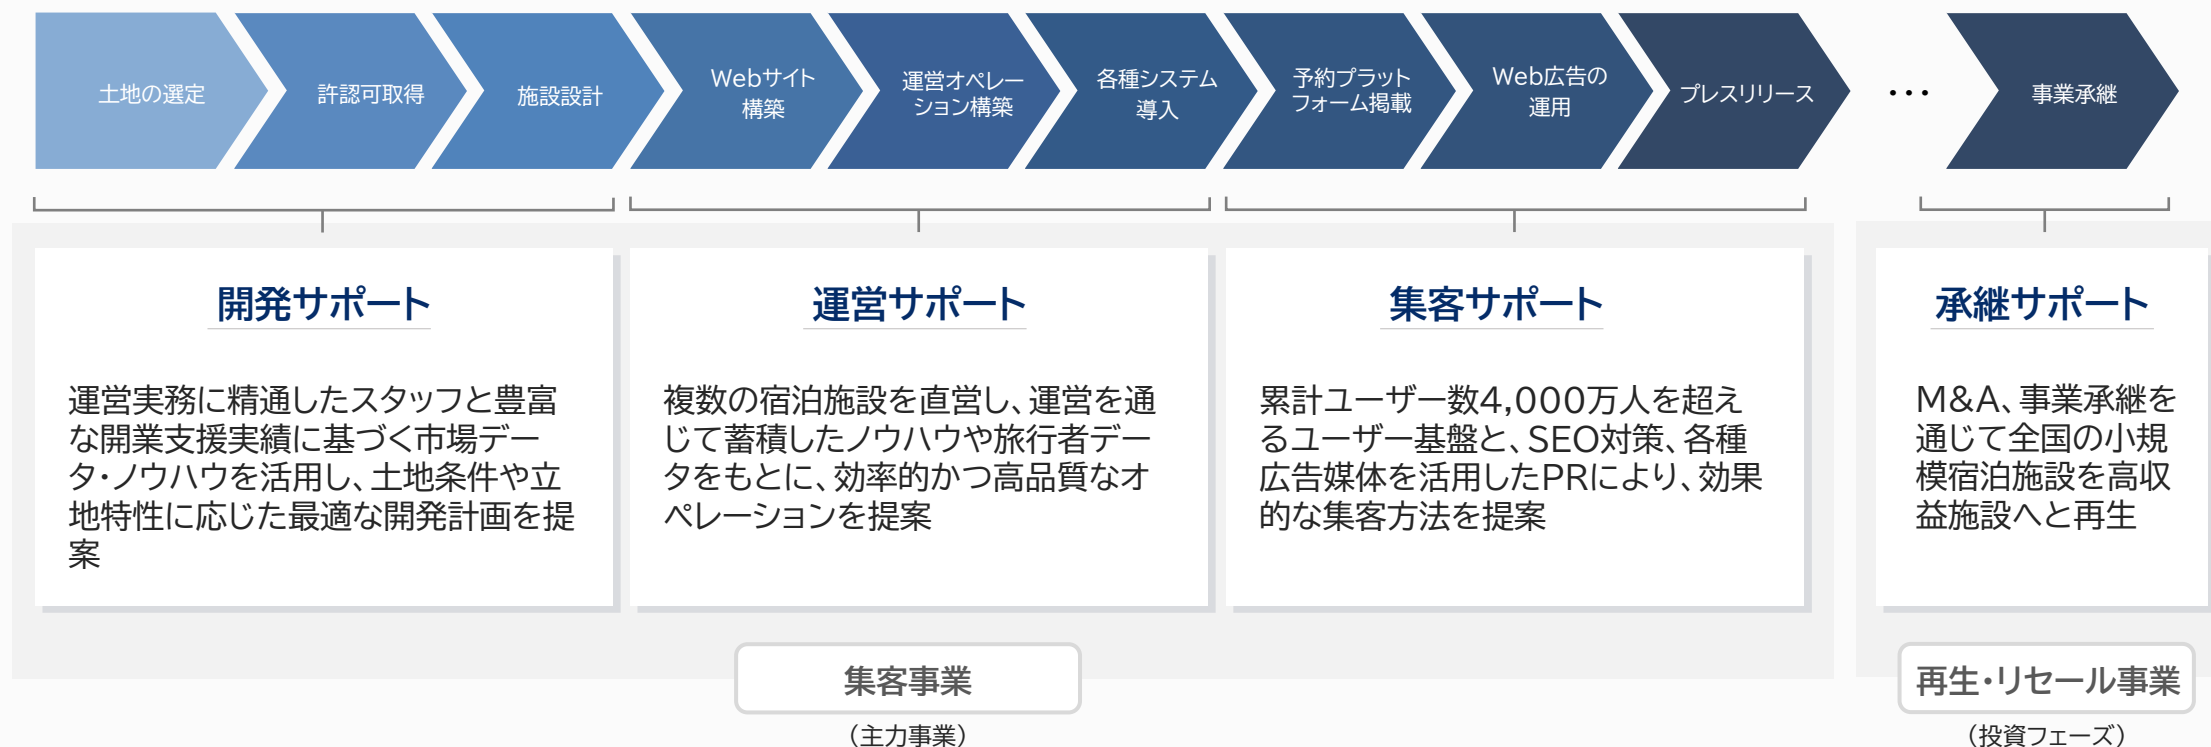 土地の選定
許認可取得
施設設計
Webサイト
構築
運営オペレー
ション構築
各種システム
導入
予約プラット
フォーム掲載
Web広告の
運用
プレスリリース
･･･
事業承継
開発サポート
運営実務に精通したスタッフと豊富
な開業支援実績に基づく市場デー
タ・ノウハウを活用し、土地条件や立
地特性に応じた最適な開発計画を提
案
運営サポート
複数の宿泊施設を直営し、運営を通
じて蓄積したノウハウや旅行者デー
タをもとに、効率的かつ高品質なオ
ペレーションを提案
集客サポート
累計ユーザー数4,000万人を超え
るユーザー基盤と、SEO対策、各種
広告媒体を活用したPRにより、効果
的な集客方法を提案
承継サポート
M&A、事業承継を
通じて全国の小規
模宿泊施設を高収
益施設へと再生
集客事業
（主力事業）
再生・リセール事業
（投資フェーズ）